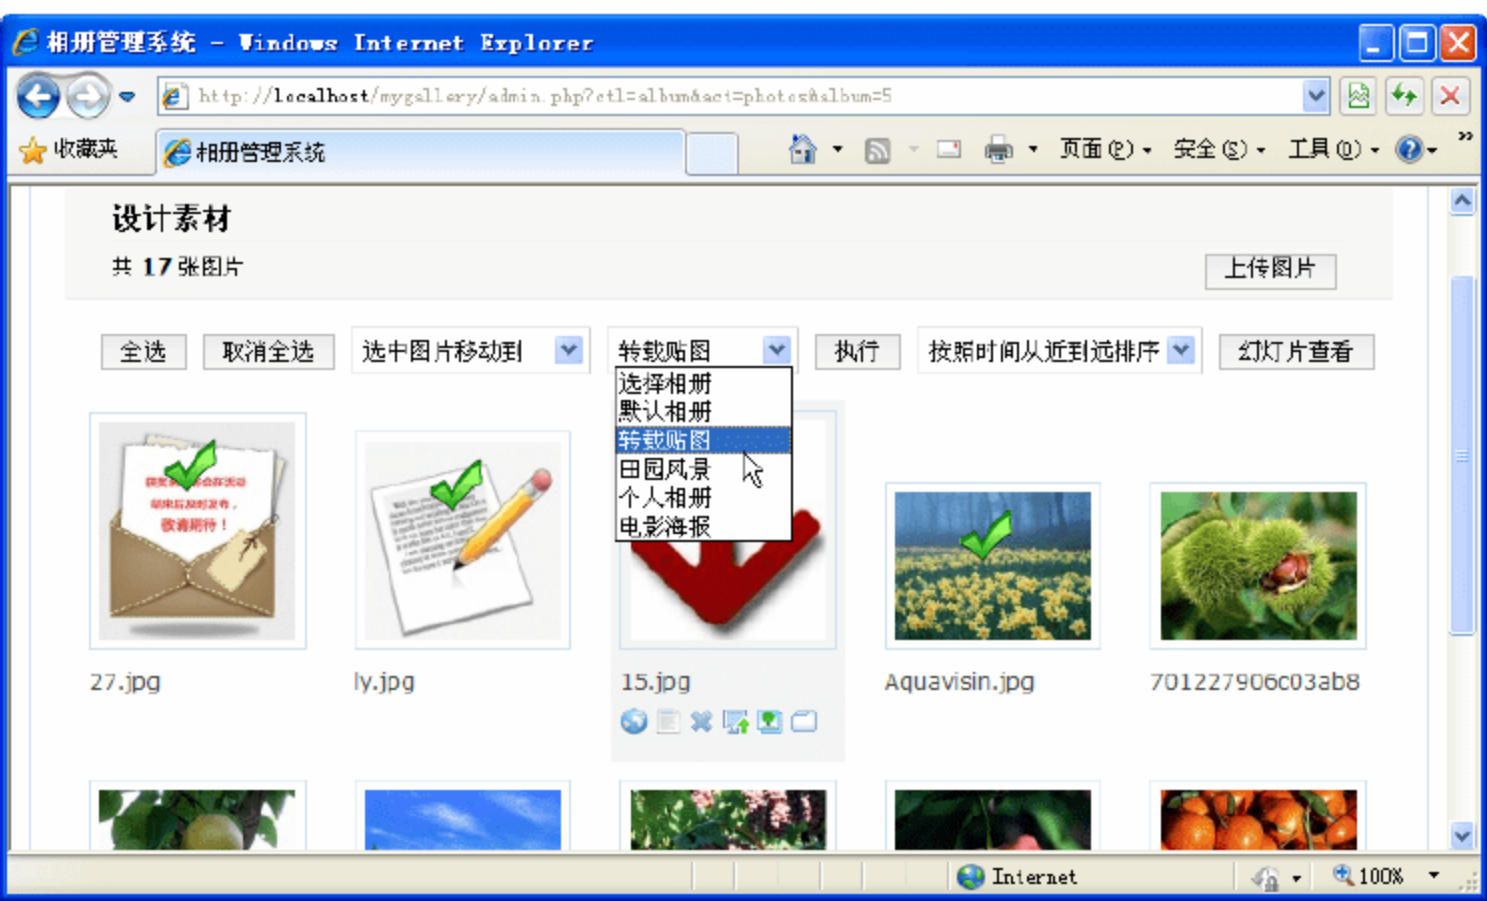 相册管理系统 - Windows Internet Explorer
http://localhost/mygallery/admin.php?ctl=album&act=photos&album=5
收藏夹
相册管理系统
页面(P)
安全(S)
工具(O)
设计素材
共 17 张图片
上传图片
全选
取消全选
选中图片移动到
转载贴图
执行
按照时间从近到远排序
幻灯片查看
选择相册
默认相册
转载贴图
田园风景
个人相册
电影海报
敬请期待！
27.jpg
ly.jpg
15.jpg
Aquavisin.jpg
701227906c03ab8
Internet
100%